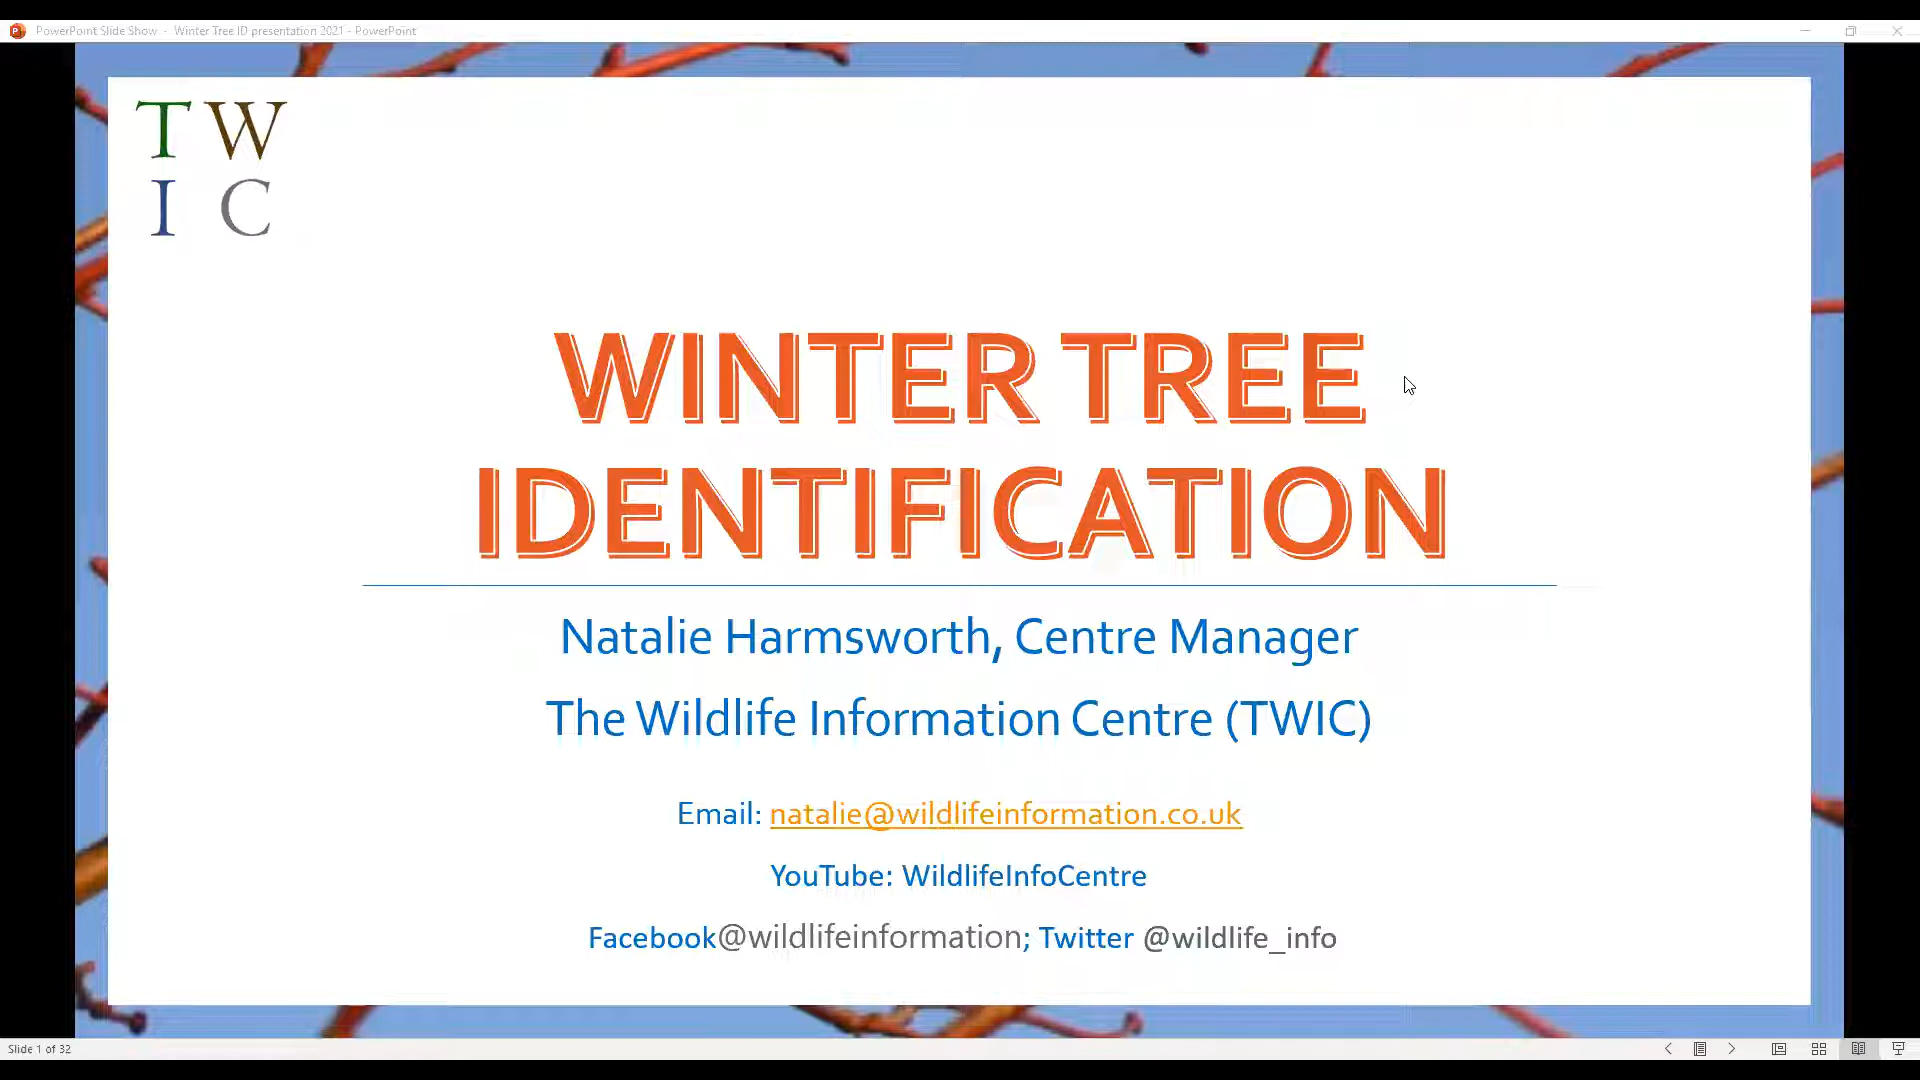 PowerPoint Slide Show - Winter Tree ID presentation 2021 - PowerPoint
T W
I C
WINTER TREE
IDENTIFICATION
Natalie Harmsworth, Centre Manager
The Wildlife Information Centre (TWIC)
Email: natalie@wildlifeinformation.co.uk
YouTube: WildlifeInfoCentre
Facebook@wildlifeinformation; Twitter @wildlife_info
Slide 1 of 32